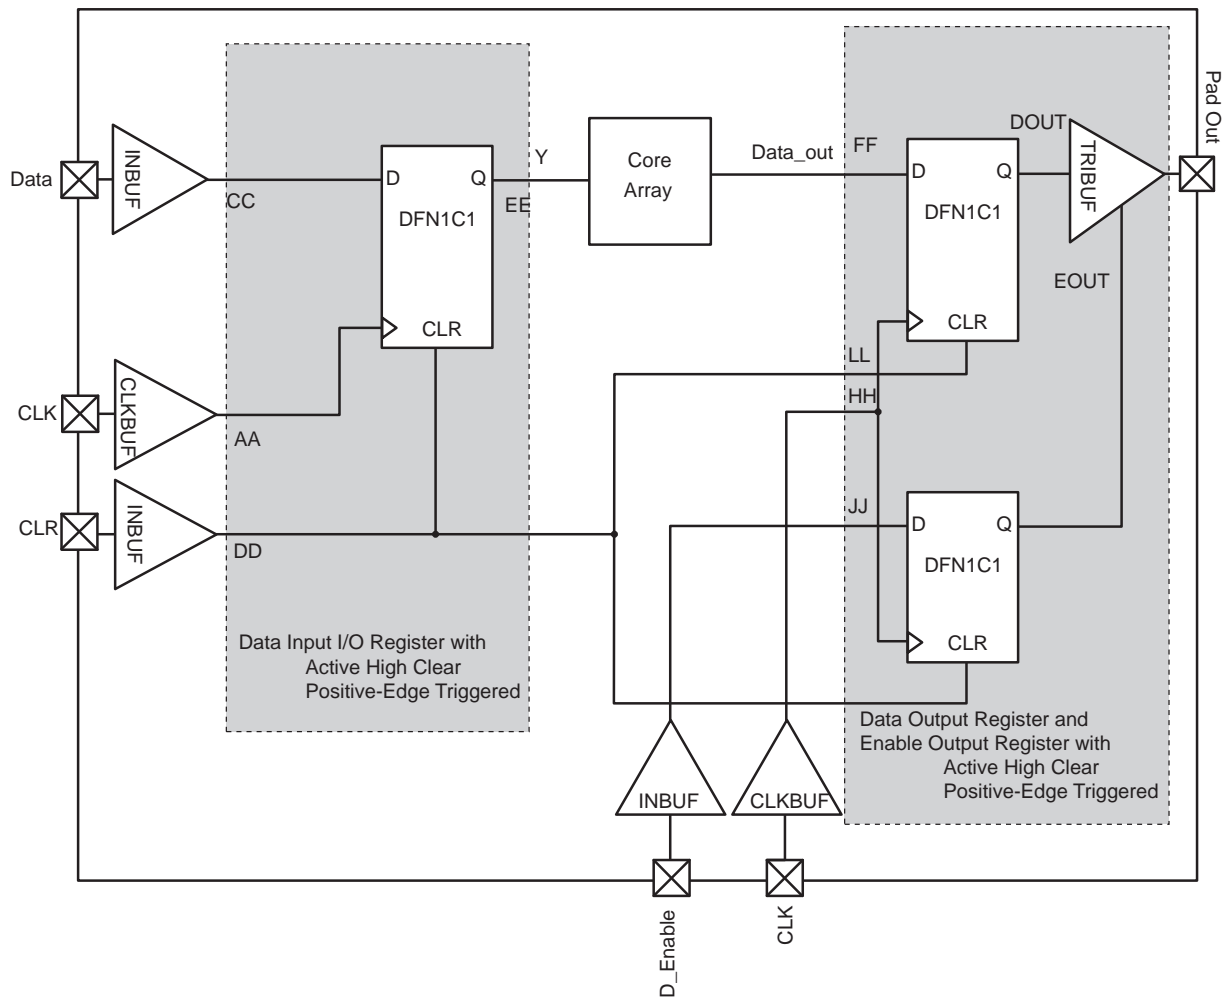 Data
INBUF
CC
D
Q
DFN1C1
CLR
Y
EE
Core
Array
Data_out
FF
D
Q
DFN1C1
CLR
DOUT
TRIBUF
Pad Out
EOUT
CLK
CLKBUF
AA
LL
HH
CLR
INBUF
DD
JJ
D
Q
DFN1C1
CLR
Data Input I/O Register with
Active High Clear
Positive-Edge Triggered
Data Output Register and
Enable Output Register with
Active High Clear
Positive-Edge Triggered
INBUF
CLKBUF
D_Enable
CLK